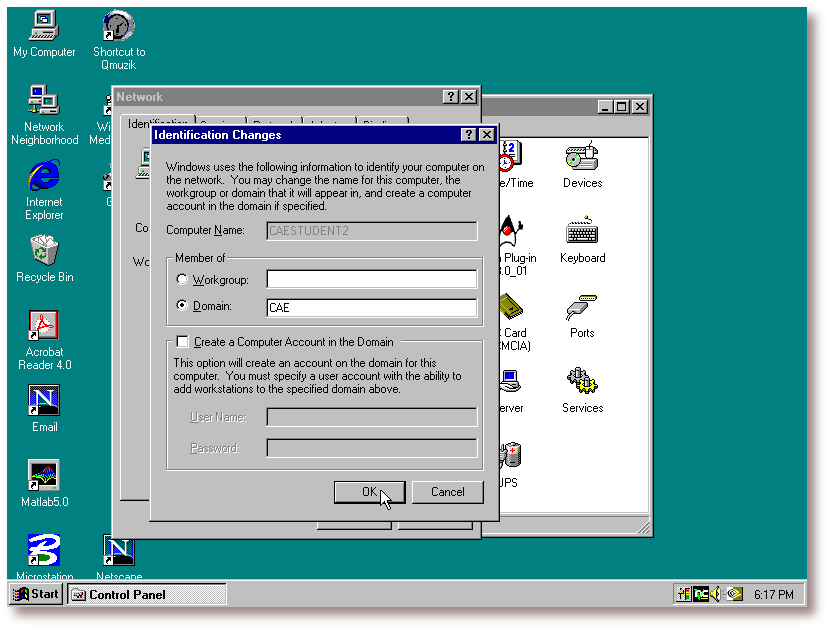 My Computer
Shortcut to
Qmuzik
Network
Neighborhood
Internet
Explorer
Recycle Bin
Acrobat
Reader 4.0
Email
Matlab5.0
Microstation
Netscape
Network
Identification
Identification Changes
Windows uses the following information to identify your computer on
the network. You may change the name for this computer, the
workgroup or domain that it will appear in, and create a computer
account in the domain if specified.
Computer Name:
CAESTUDENT2
Member of
Workgroup:
Domain:
CAE
Create a Computer Account in the Domain
This option will create an account on the domain for this
computer. You must specify a user account with the ability to
add workstations to the specified domain above.
User Name:
Password:
OK
Cancel
e/Time
Devices
Plug-in
.0_01
Keyboard
Card
MCIA)
Ports
erver
Services
UPS
Start
Control Panel
6:17 PM